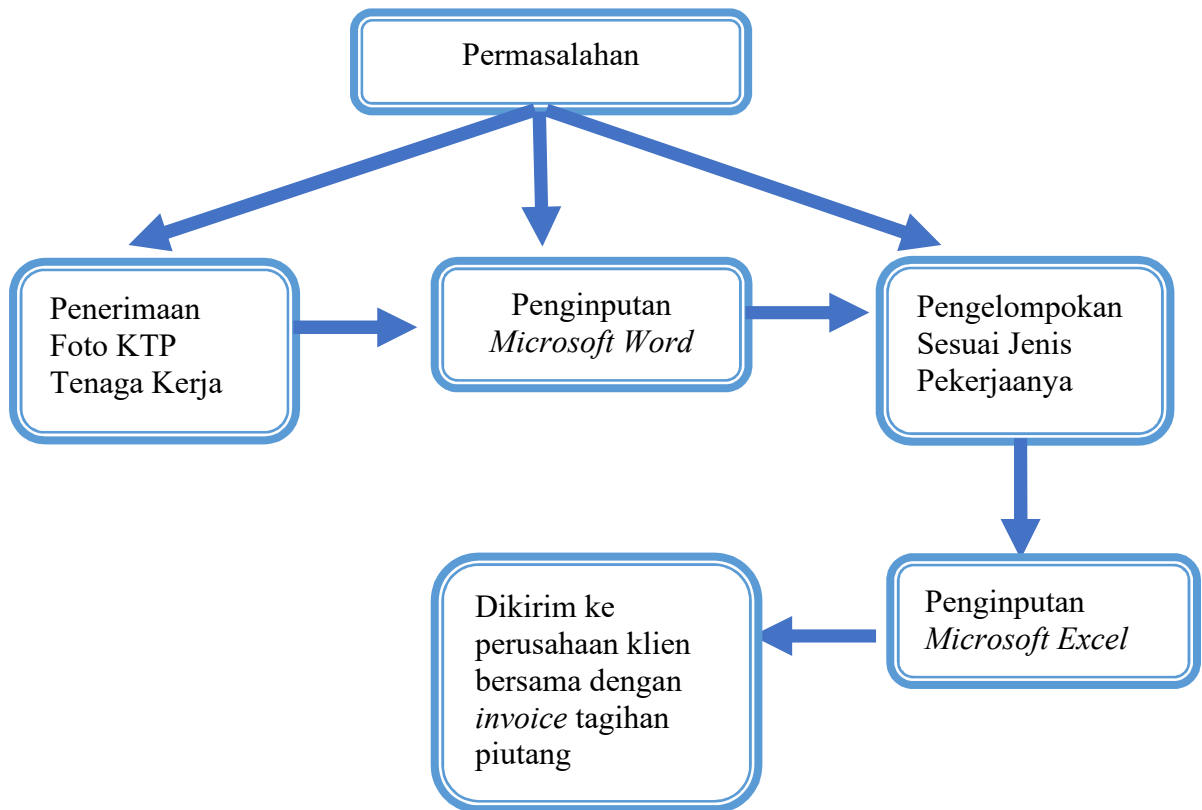 Permasalahan
Penerimaan
Foto KTP
Tenaga Kerja
Penginputan
Microsoft Word
Pengelompokan
Sesuai Jenis
Pekerjaanya
Penginputan
Microsoft Excel
Dikirim ke
perusahaan klien
bersama dengan
invoice tagihan
piutang